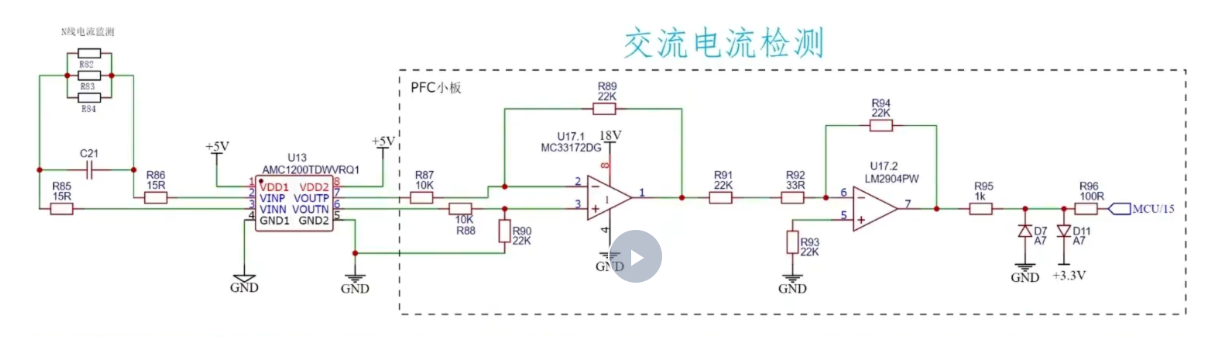 N线电流监测
交流电流检测
R82
R83
R84
C21
R85
15R
R86
15R
+5V
U13
AMC1200TDWVRQ1
+5V
1 VDD1 VDD2 8
2 VINP VOUTP 7
3 VINN VOUTN 6
4 GND1 GND2 5
GND
GND
PFC小板
R87
10K
10K
R88
R89
22K
R90
22K
U17.1
MC33172DG
18V
8
2
3
1
1
4
GND
R91
22K
R92
33R
R93
22K
GND
R94
22K
U17.2
LM2904PW
6
5
7
R95
1k
R96
100R
MCU/15
D7
A7
D11
A7
GND
+3.3V